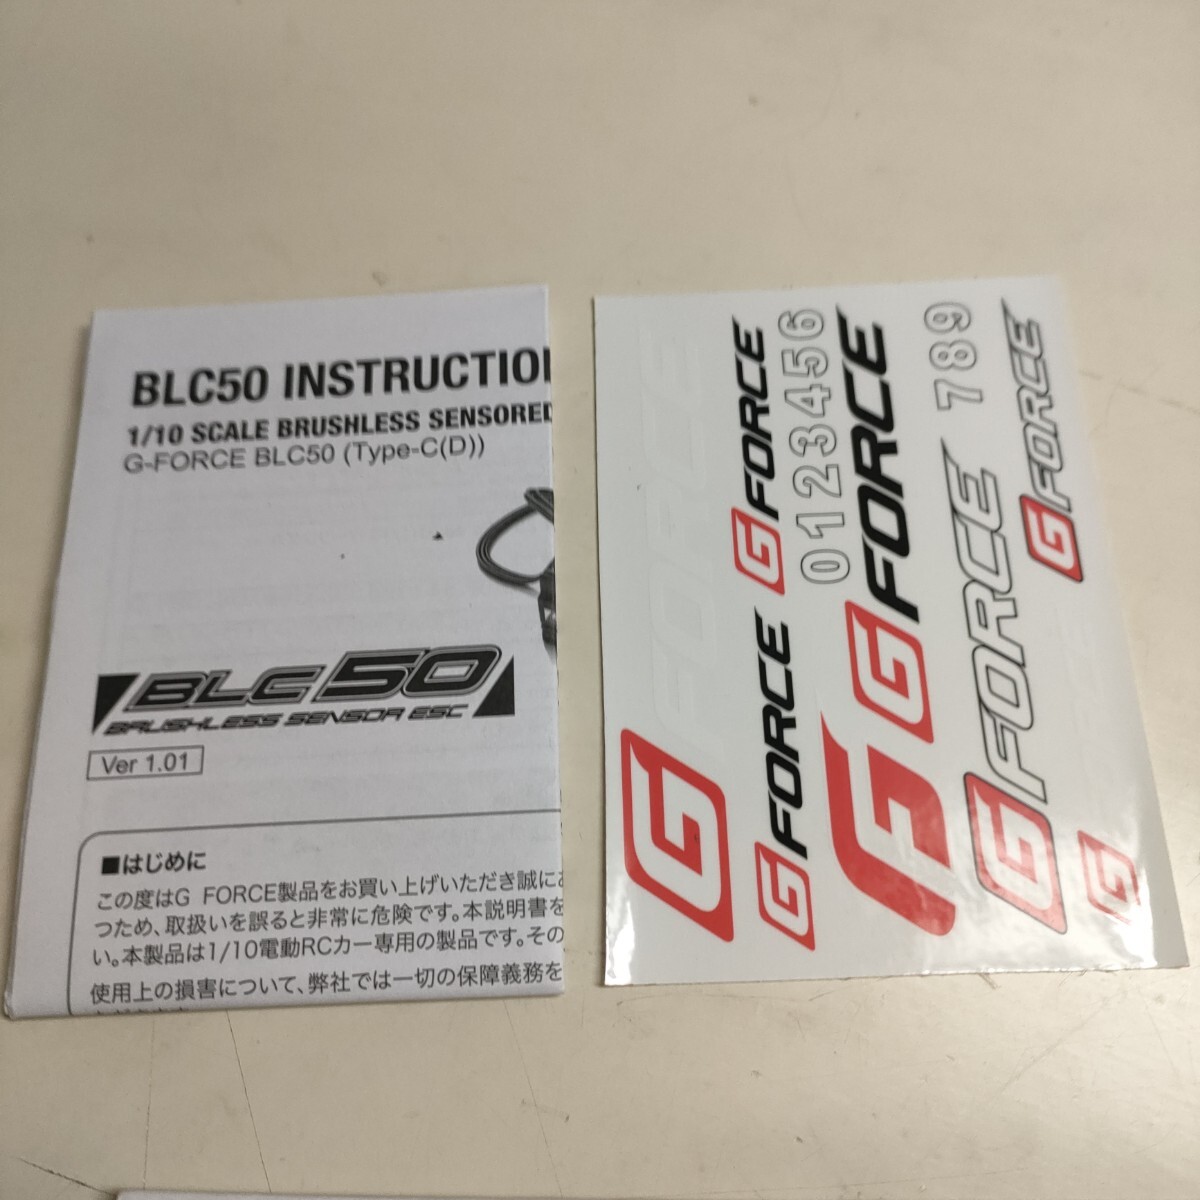 BLC50 INSTRUCTIO
1/10 SCALE BRUSHLESS SENSORED
G-FORCE BLC50 (Type-C(D))
BLC50
BRUSHLESS SENSOR ESC
Ver 1.01
■はじめに
この度はG FORCE製品をお買い上げいただき誠に
つため、取扱いを誤ると非常に危険です。本説明書を
い。本製品は1/10電動RCカー専用の製品です。その
使用上の損害について、弊社では一切の保障義務を
G FORCE
G FORCE
G FORCE
0123456
G FORCE
G
G FORCE
789
G FORCE
G